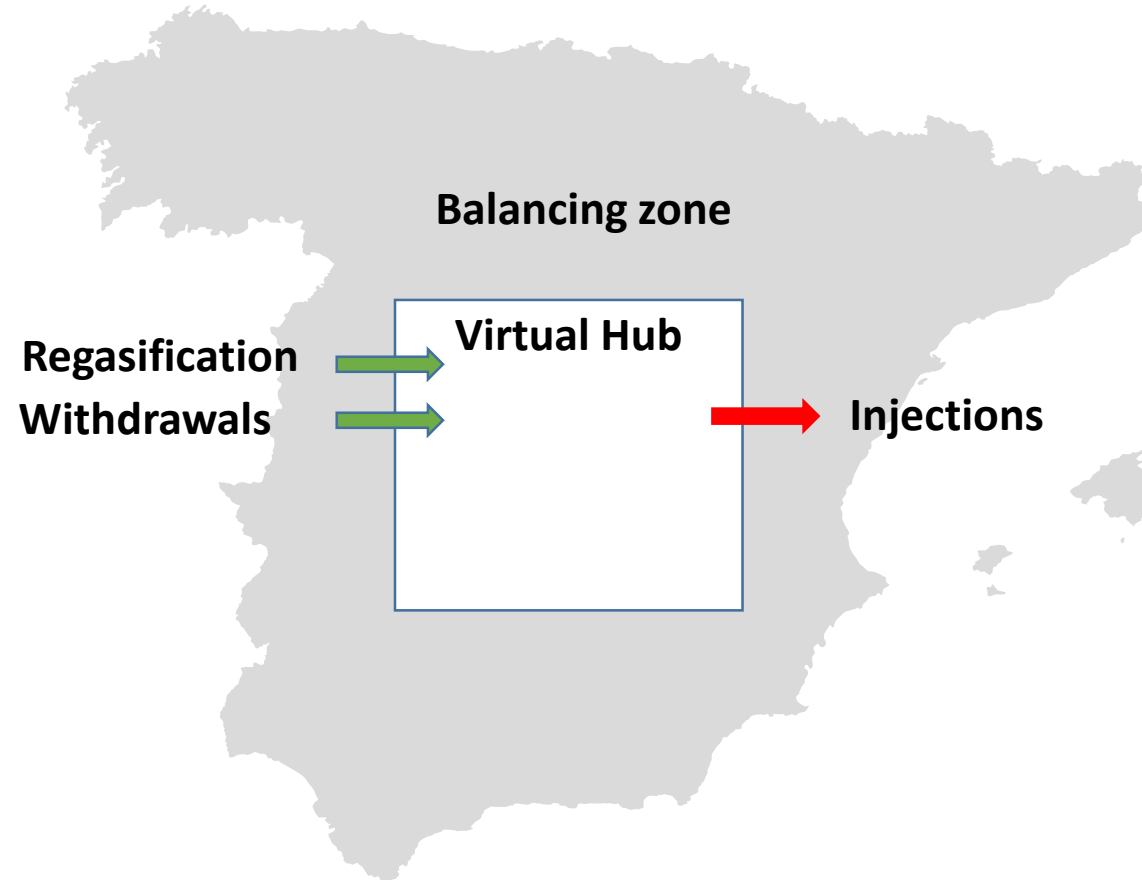 Balancing zone
Virtual Hub
Regasification
Withdrawals
Injections